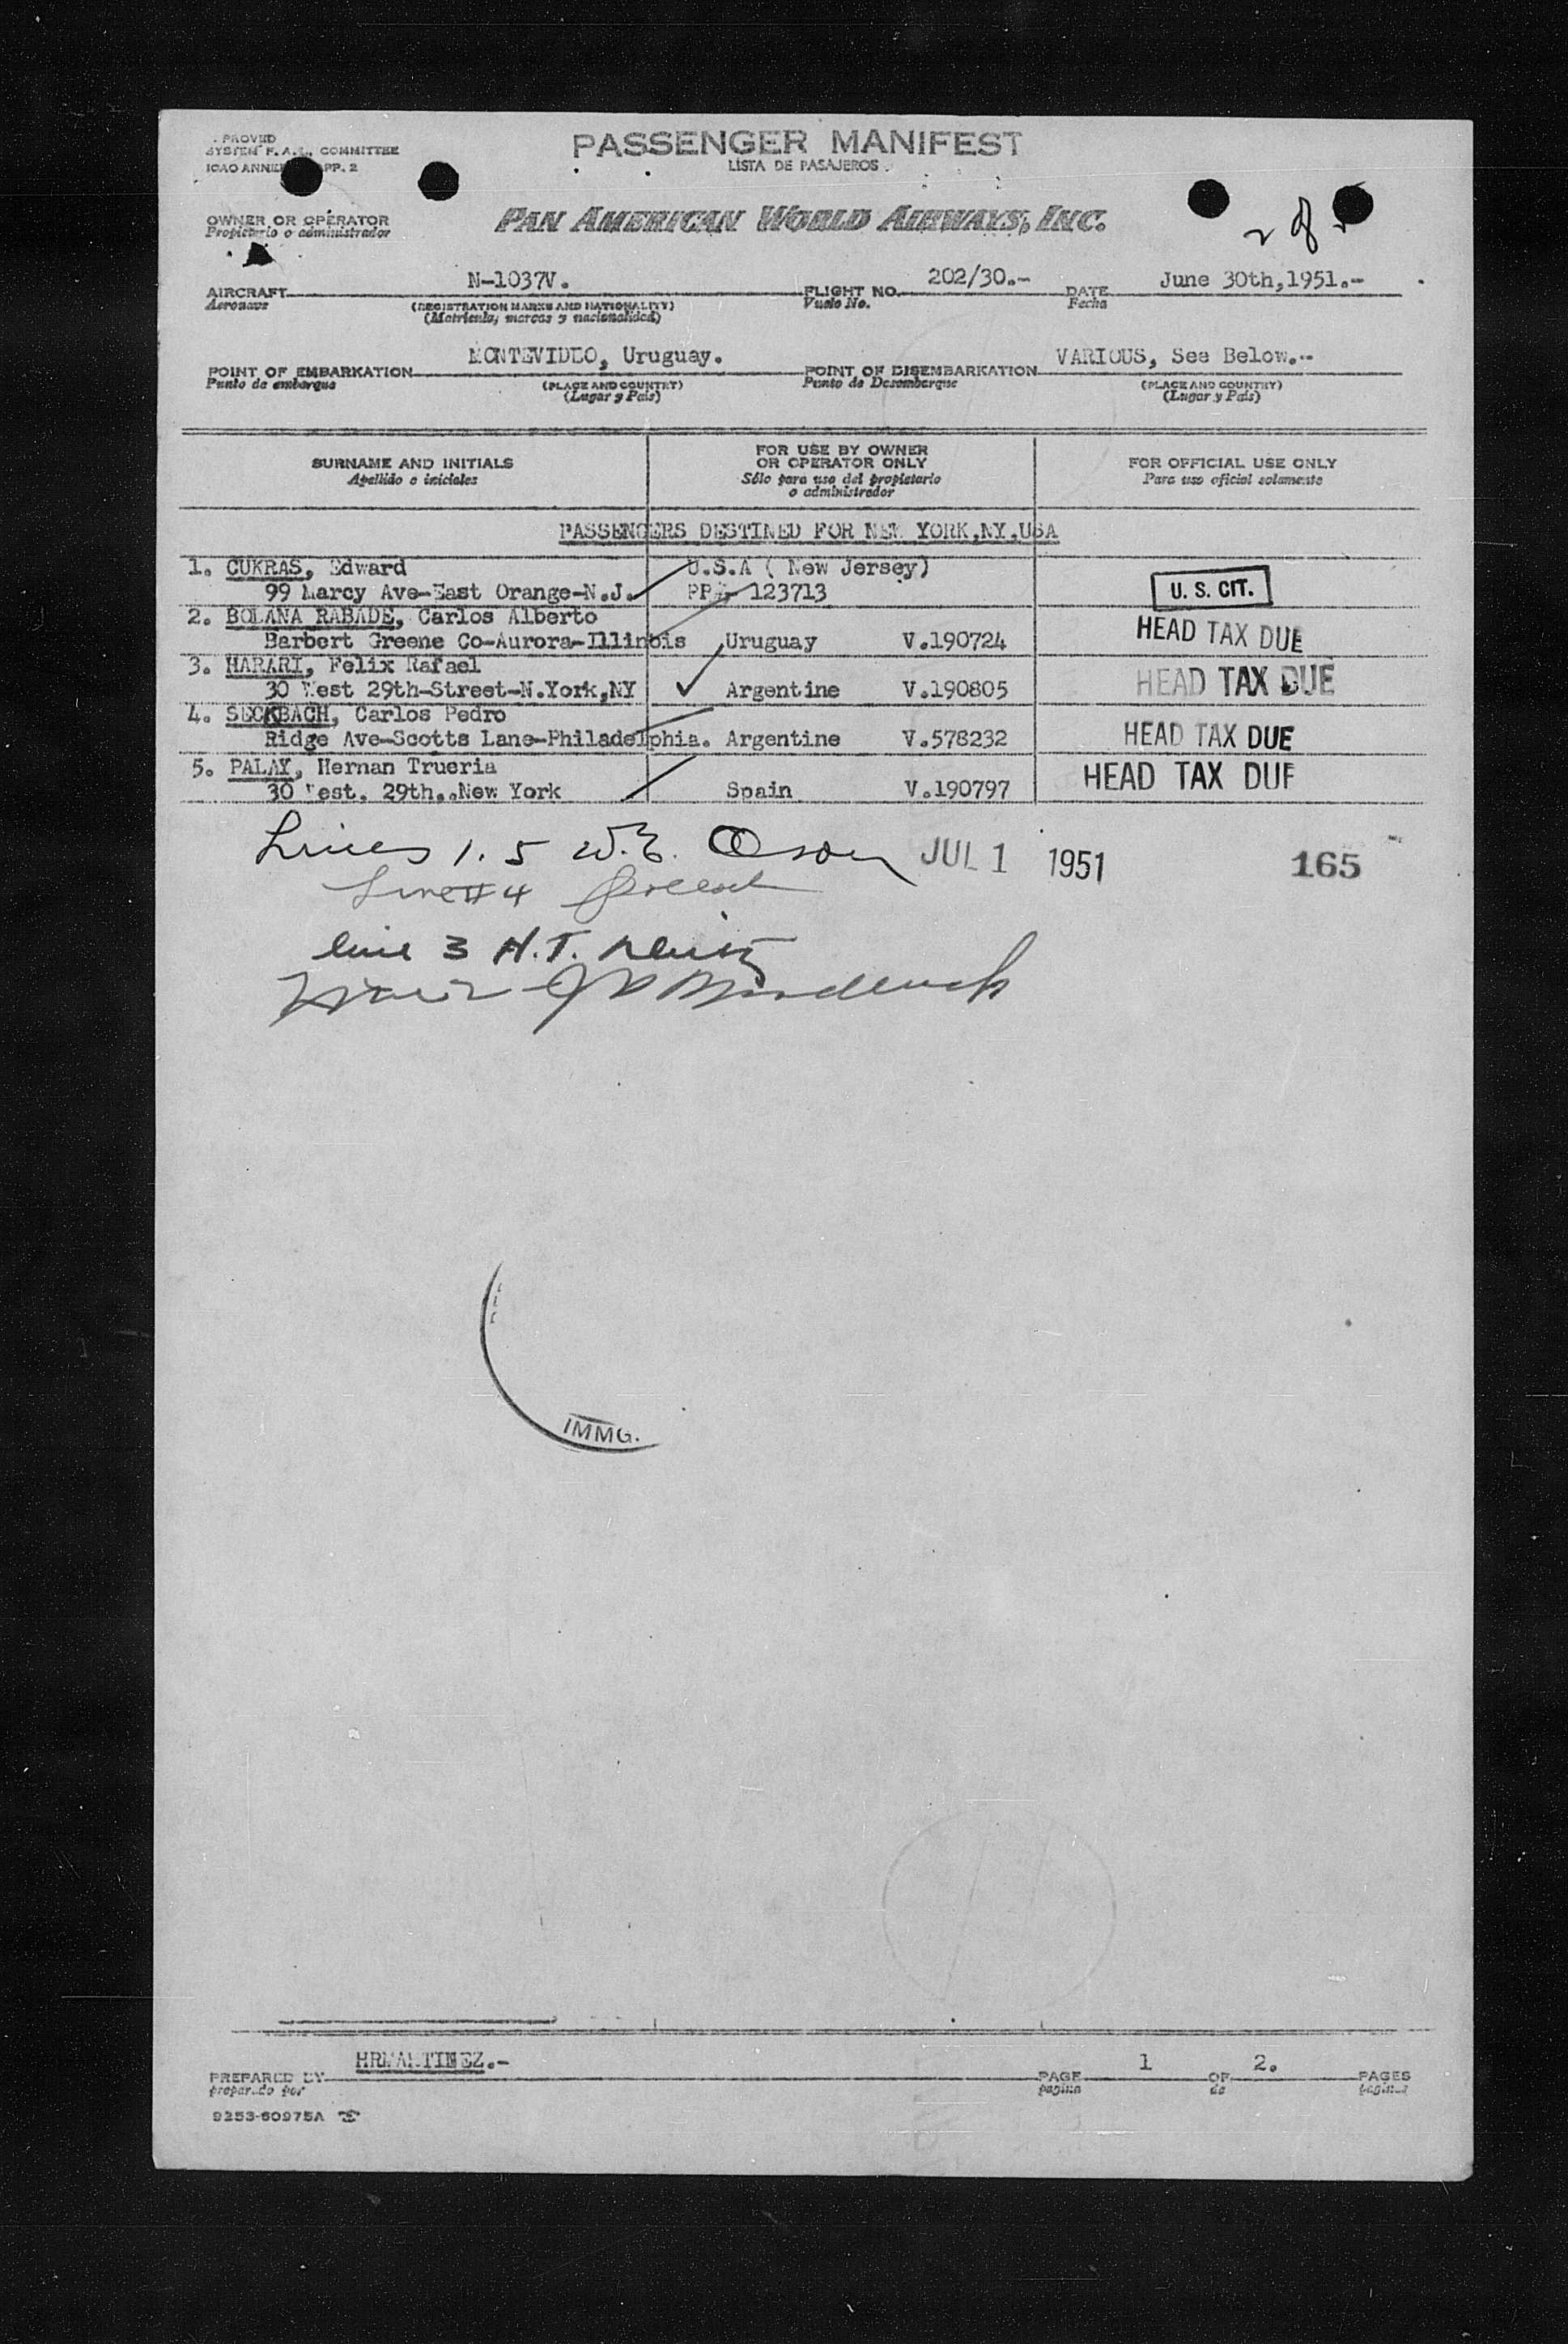 PASSENGER MANIFEST
LISTA DE PASAJEROS
PROVED
SYSTEM F.A.L. COMMITTEE
ICAO ANNEX APP. 2
OWNER OR OPERATOR
Propietario o administrador
PAN AMERICAN WORLD AIRWAYS, INC.
AIRCRAFT N-1037V. FLIGHT NO. 202/30.- DATE June 30th,1951.-
Aeronave (REGISTRATION MARKS AND NATIONALITY) Vuelo No. Fecha
(Matrícula, marcas y nacionalidad)
POINT OF EMBARKATION MONTEVIDEO, Uruguay. POINT OF DISEMBARKATION VARIOUS, See Below.--
Punto de embarque (PLACE AND COUNTRY) Punto de Desembarque (PLACE AND COUNTRY)
(Lugar y País) (Lugar y País)
SURNAME AND INITIALS
Apellido e iniciales
FOR USE BY OWNER
OR OPERATOR ONLY
Sólo para uso del propietario
o administrador
FOR OFFICIAL USE ONLY
Para uso oficial solamente
PASSENGERS DESTINED FOR NEW YORK,NY.USA
1. CUKRAS, Edward U.S.A ( New Jersey)
99 Marcy Ave-East Orange-N.J. 123713 U. S. CIT.
2. BOLANA RABADE, Carlos Alberto
Barbert Greene Co-Aurora-Illinois Uruguay V.190724 HEAD TAX DUE
3. HARARI, Felix Rafael
30 West 29th-Street-N.York,NY Argentine V.190805 HEAD TAX DUE
4. SECKBACH, Carlos Pedro
Ridge Ave-Scotts Lane-Philadelphia. Argentine V.578232 HEAD TAX DUE
5. PALAY, Hernan Trueria
30 West. 29th..New York Spain V.190797 HEAD TAX DUE
Lines 1. 5 W.E. Olson JUL 1 1951 165
Line #4
line 3 H.T.
IMMG.
PREPARED BY HRMARTINEZ.- PAGE 1 OF 2. PAGES
preparado por página de páginas
9253-60975A